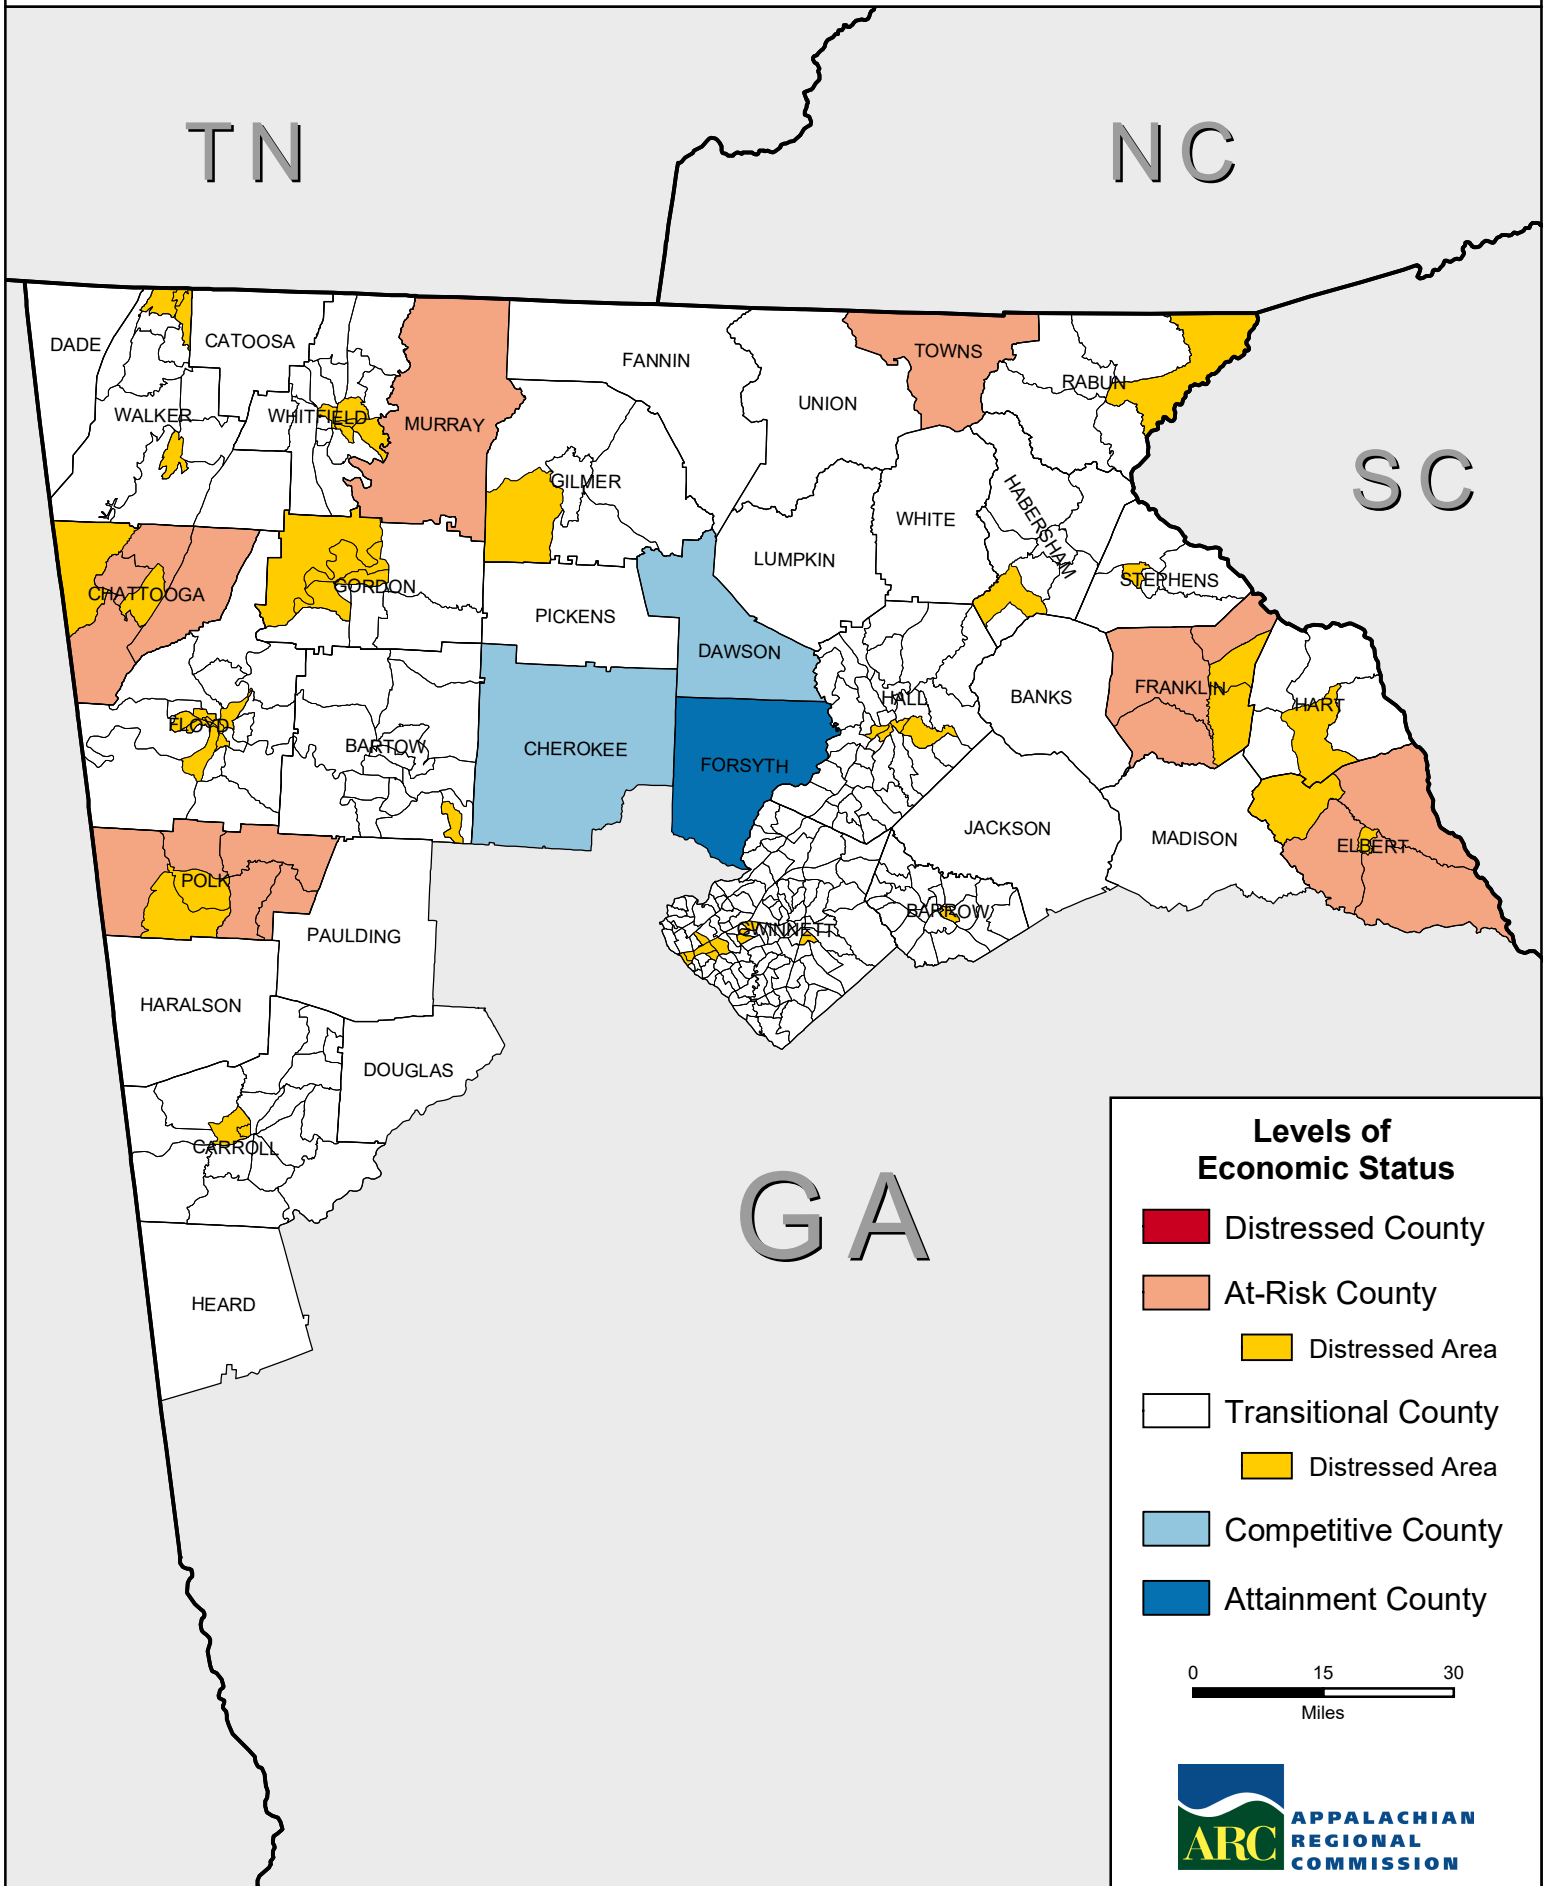 TN
NC
SC
GA
DADE
CATOOSA
WALKER
WHITFIELD
MURRAY
FANNIN
UNION
TOWNS
RABUN
GILMER
HABERSHAM
WHITE
LUMPKIN
STEPHENS
CHATTOOGA
GORDON
PICKENS
DAWSON
HALL
BANKS
FRANKLIN
HART
FLOYD
BARTOW
CHEROKEE
FORSYTH
JACKSON
MADISON
ELBERT
POLK
PAULDING
GWINNETT
BARROW
HARALSON
DOUGLAS
CARROLL
HEARD
Levels of
Economic Status
Distressed County
At-Risk County
Distressed Area
Transitional County
Distressed Area
Competitive County
Attainment County
0 15 30
Miles
ARC
APPALACHIAN
REGIONAL
COMMISSION